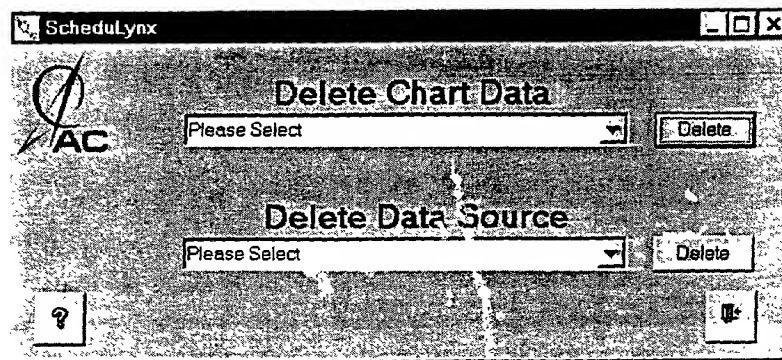 ScheduLynx
AC
Delete Chart Data
Please Select
Delete
Delete Data Source
Please Select
Delete
?